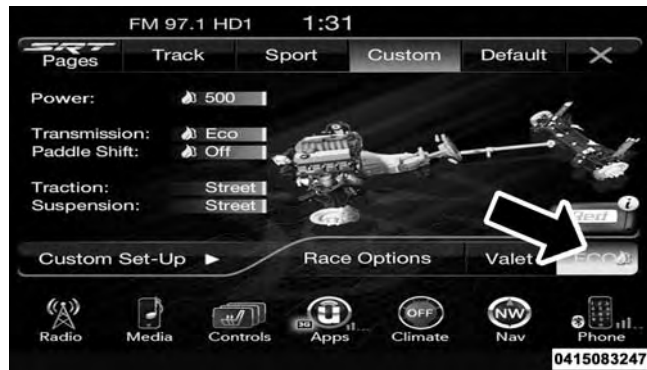 FM 97.1 HD1 1:31
SRT Pages Track Sport Custom Default X
Power: 500
Transmission: Eco
Paddle Shift: Off
Traction: Street
Suspension: Street
i
Red
Custom Set-Up Race Options Valet ECO
U 3G OFF NW
Radio Media Controls Apps Climate Nav Phone
0415083247